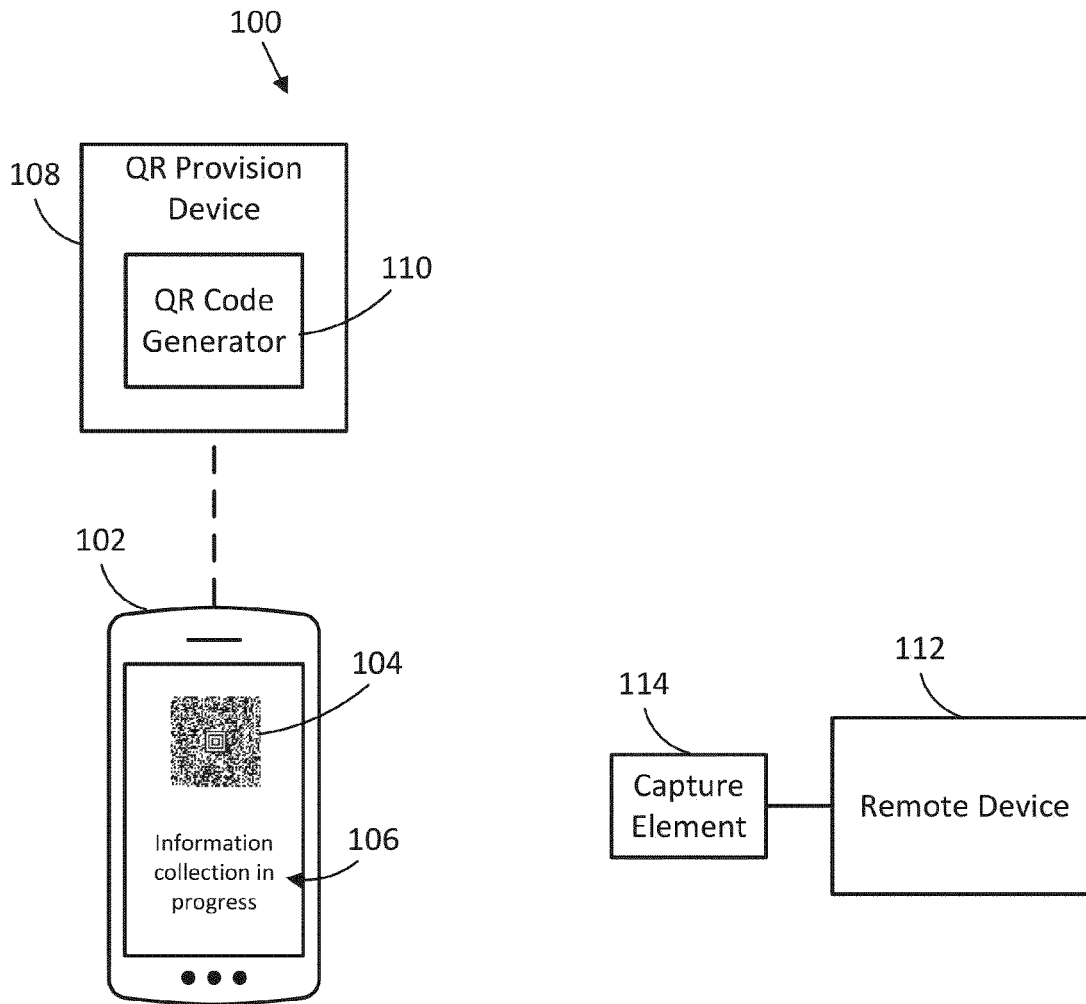 100
108
QR Provision
Device
110
QR Code
Generator
102
104
Information
collection in
progress
106
114
Capture
Element
112
Remote Device